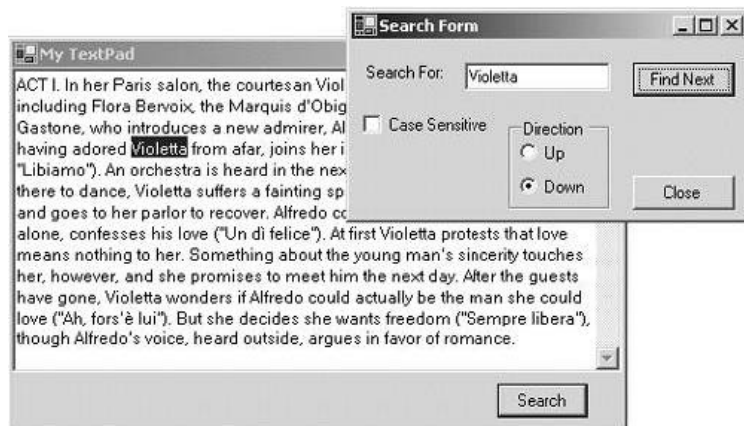 My TextPad
ACT I. In her Paris salon, the courtesan Viol
including Flora Bervoix, the Marquis d'Obig
Gastone, who introduces a new admirer, Al
having adored Violetta from afar, joins her i
"Libiamo"). An orchestra is heard in the nex
there to dance, Violetta suffers a fainting sp
and goes to her parlor to recover. Alfredo co
alone, confesses his love ("Un dì felice"). At first Violetta protests that love
means nothing to her. Something about the young man's sincerity touches
her, however, and she promises to meet him the next day. After the guests
have gone, Violetta wonders if Alfredo could actually be the man she could
love ("Ah, fors'è lui"). But she decides she wants freedom ("Sempre libera"),
though Alfredo's voice, heard outside, argues in favor of romance.
Search
Search Form
Search For: Violetta Find Next
Case Sensitive
Direction
Up
Down
Close